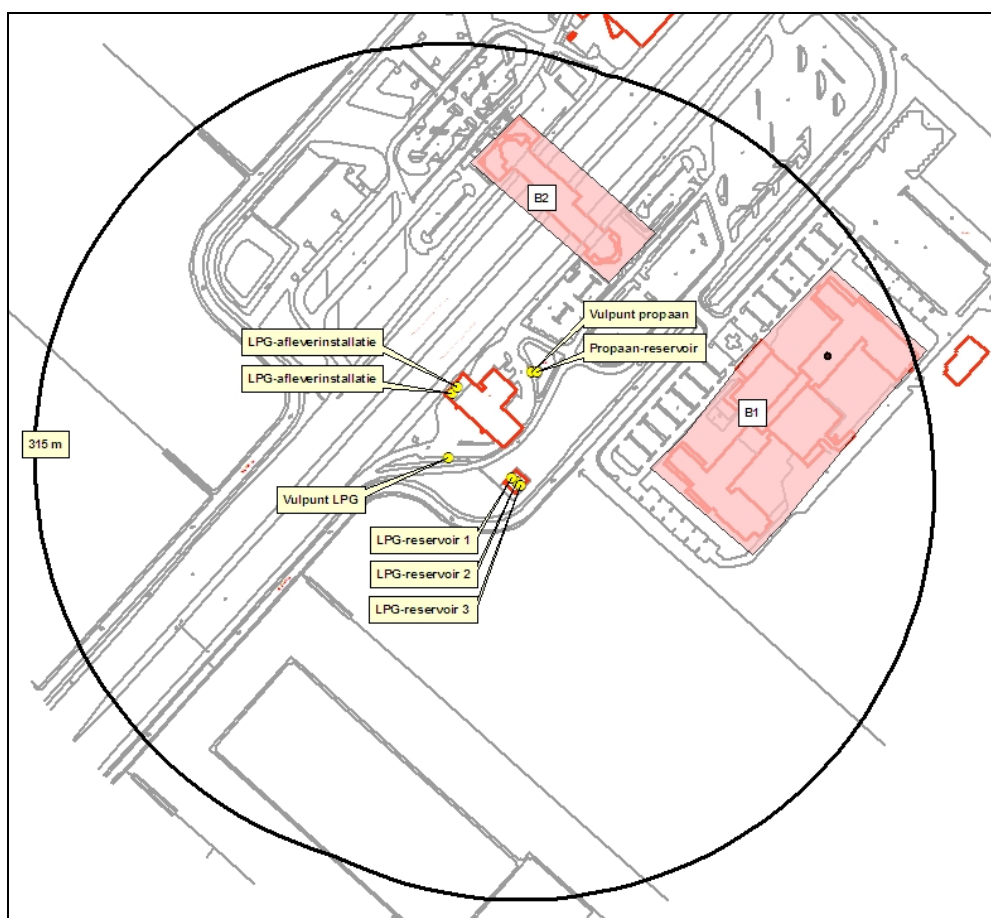 B2
Vulpunt propaan
LPG-afleverinstallatie
Propaan-reservoir
LPG-afleverinstallatie
B1
315 m
Vulpunt LPG
LPG-reservoir 1
LPG-reservoir 2
LPG-reservoir 3